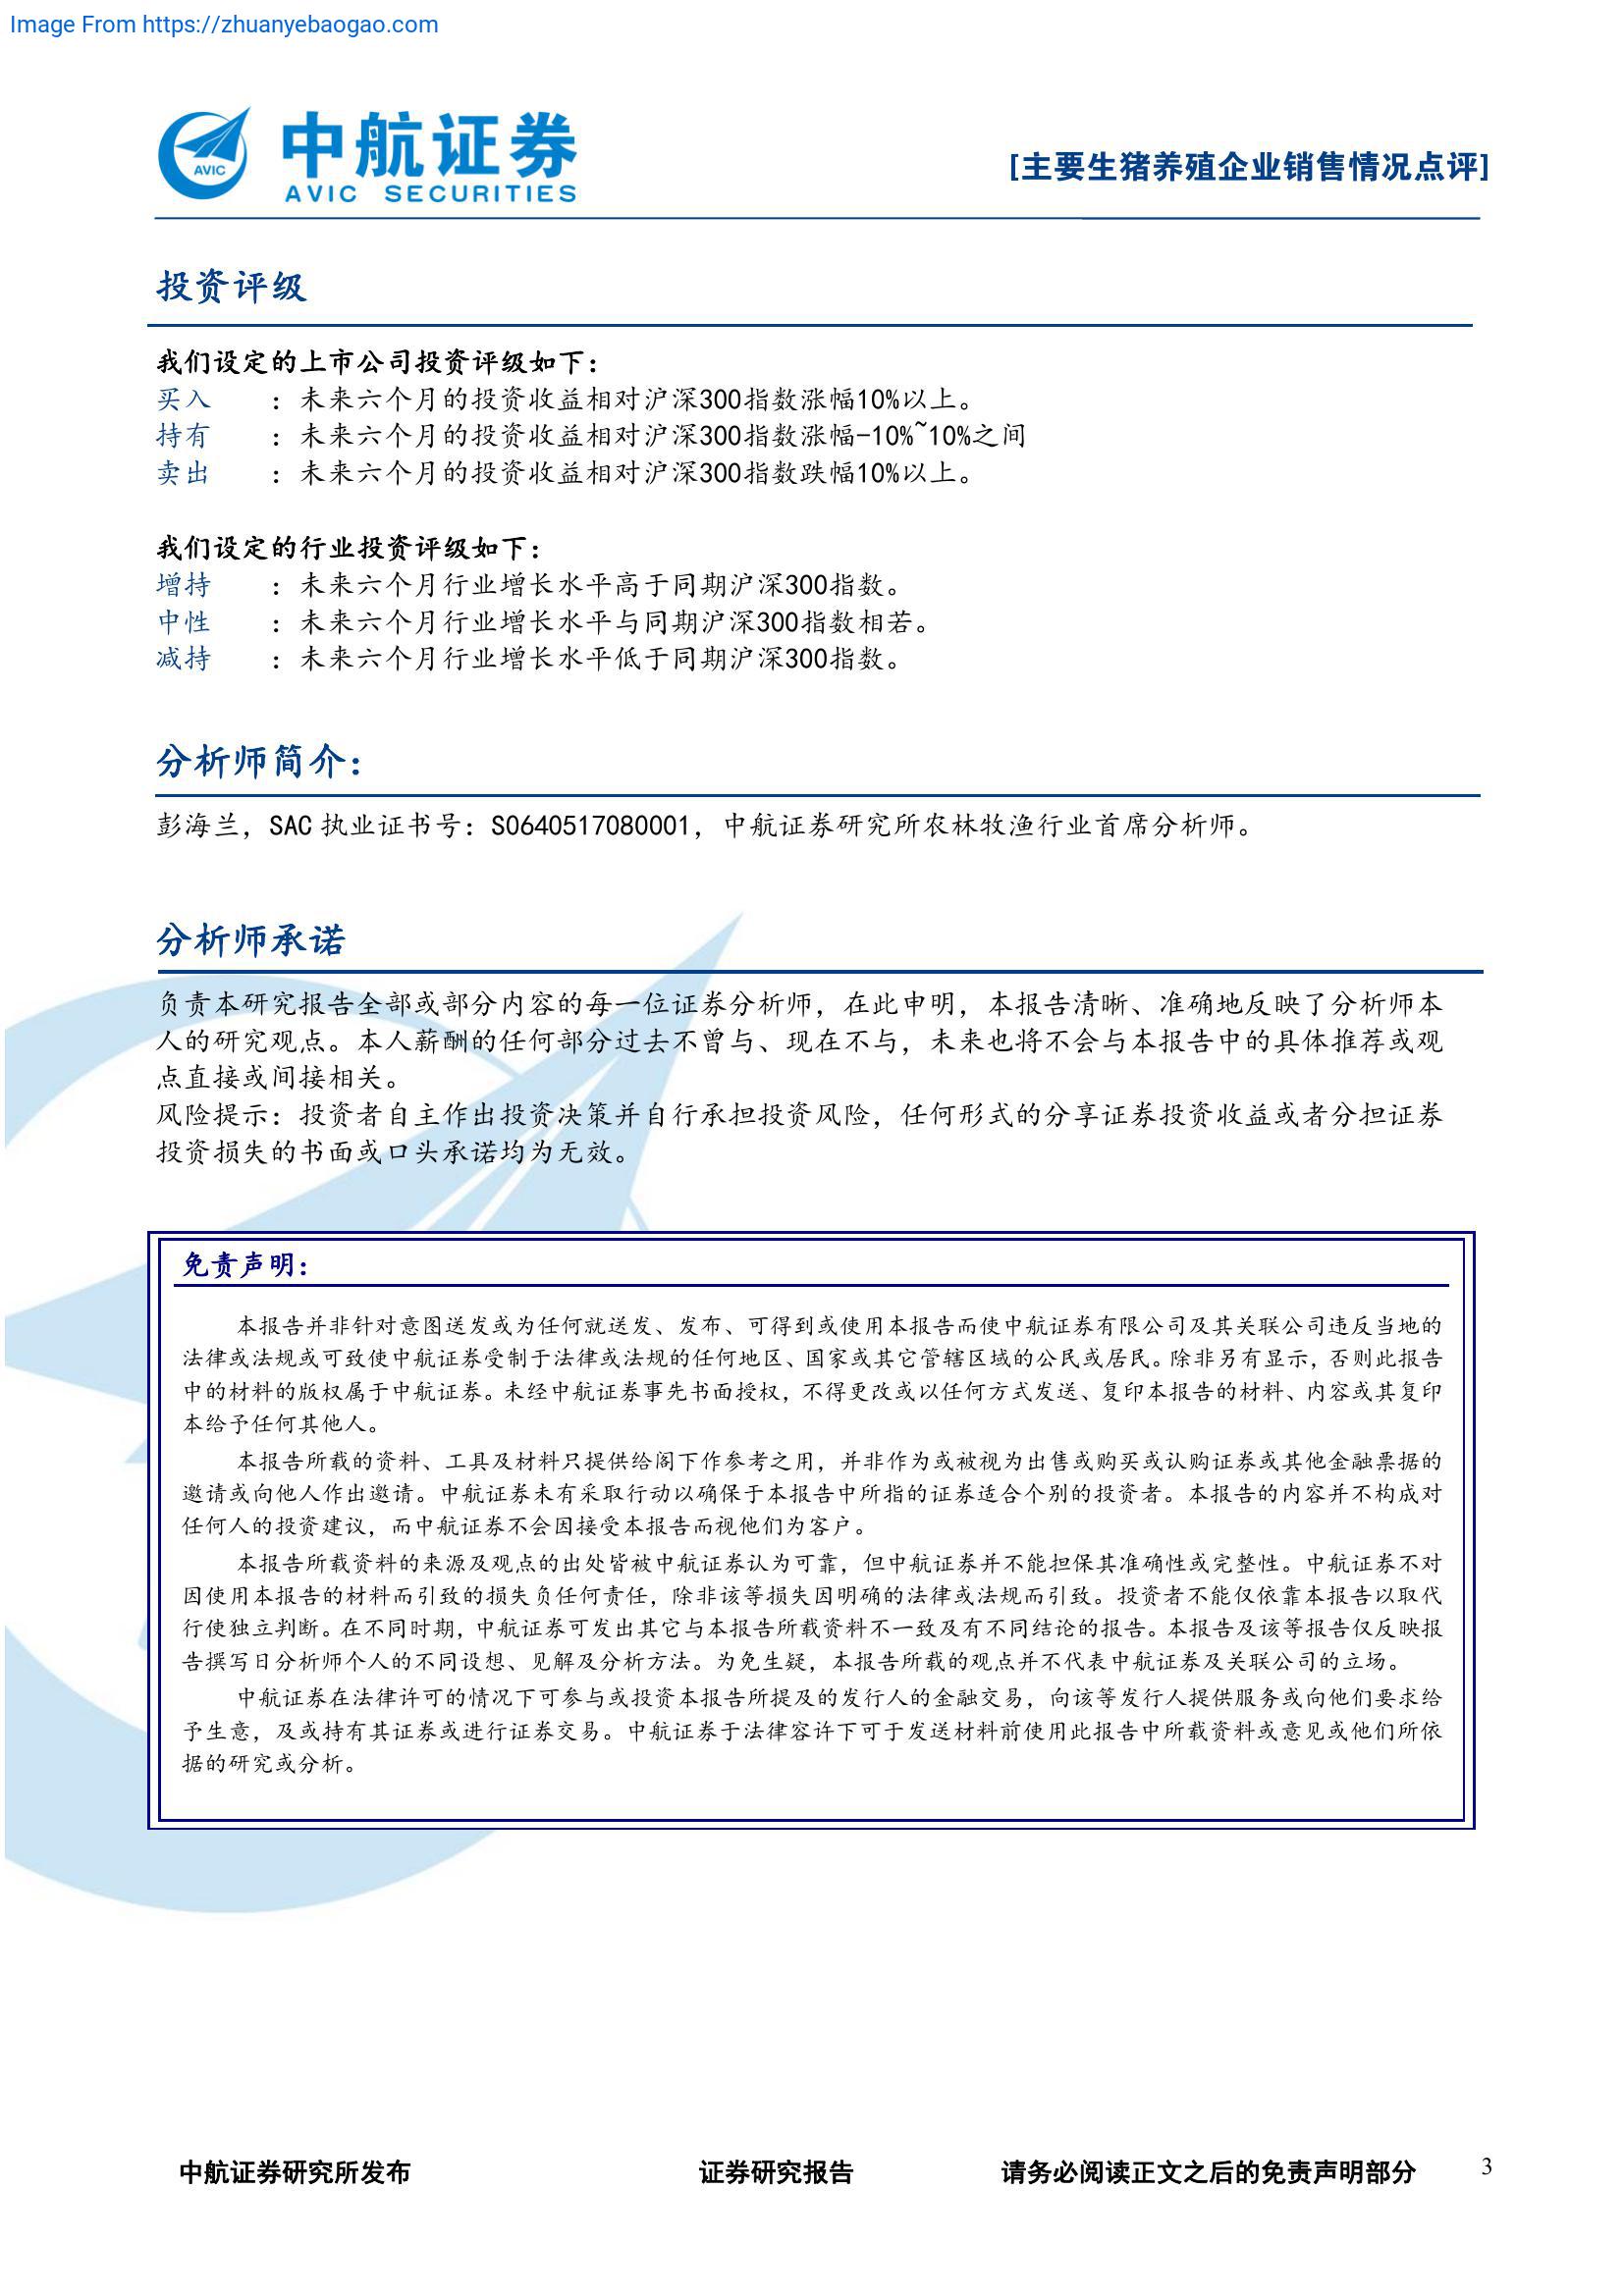 Image From https://zhuanyebaogao.com
AVIC
中航证券
AVIC SECURITIES
[主要生猪养殖企业销售情况点评]
投资评级
我们设定的上市公司投资评级如下：
买入 ：未来六个月的投资收益相对沪深300指数涨幅10%以上。
持有 ：未来六个月的投资收益相对沪深300指数涨幅-10%~10%之间
卖出 ：未来六个月的投资收益相对沪深300指数跌幅10%以上。
我们设定的行业投资评级如下：
增持 ：未来六个月行业增长水平高于同期沪深300指数。
中性 ：未来六个月行业增长水平与同期沪深300指数相若。
减持 ：未来六个月行业增长水平低于同期沪深300指数。
分析师简介：
彭海兰，SAC 执业证书号：S0640517080001，中航证券研究所农林牧渔行业首席分析师。
分析师承诺
负责本研究报告全部或部分内容的每一位证券分析师，在此申明，本报告清晰、准确地反映了分析师本
人的研究观点。本人薪酬的任何部分过去不曾与、现在不与，未来也将不会与本报告中的具体推荐或观
点直接或间接相关。
风险提示：投资者自主作出投资决策并自行承担投资风险，任何形式的分享证券投资收益或者分担证券
投资损失的书面或口头承诺均为无效。
免责声明：
本报告并非针对意图送发或为任何就送发、发布、可得到或使用本报告而使中航证券有限公司及其关联公司违反当地的
法律或法规或可致使中航证券受制于法律或法规的任何地区、国家或其它管辖区域的公民或居民。除非另有显示，否则此报告
中的材料的版权属于中航证券。未经中航证券事先书面授权，不得更改或以任何方式发送、复印本报告的材料、内容或其复印
本给予任何其他人。
本报告所载的资料、工具及材料只提供给阁下作参考之用，并非作为或被视为出售或购买或认购证券或其他金融票据的
邀请或向他人作出邀请。中航证券未有采取行动以确保于本报告中所指的证券适合个别的投资者。本报告的内容并不构成对
任何人的投资建议，而中航证券不会因接受本报告而视他们为客户。
本报告所载资料的来源及观点的出处皆被中航证券认为可靠，但中航证券并不能担保其准确性或完整性。中航证券不对
因使用本报告的材料而引致的损失负任何责任，除非该等损失因明确的法律或法规而引致。投资者不能仅依靠本报告以取代
行使独立判断。在不同时期，中航证券可发出其它与本报告所载资料不一致及有不同结论的报告。本报告及该等报告仅反映报
告撰写日分析师个人的不同设想、见解及分析方法。为免生疑，本报告所载的观点并不代表中航证券及关联公司的立场。
中航证券在法律许可的情况下可参与或投资本报告所提及的发行人的金融交易，向该等发行人提供服务或向他们要求给
予生意，及或持有其证券或进行证券交易。中航证券于法律容许下可于发送材料前使用此报告中所载资料或意见或他们所依
据的研究或分析。
中航证券研究所发布 证券研究报告 请务必阅读正文之后的免责声明部分 3